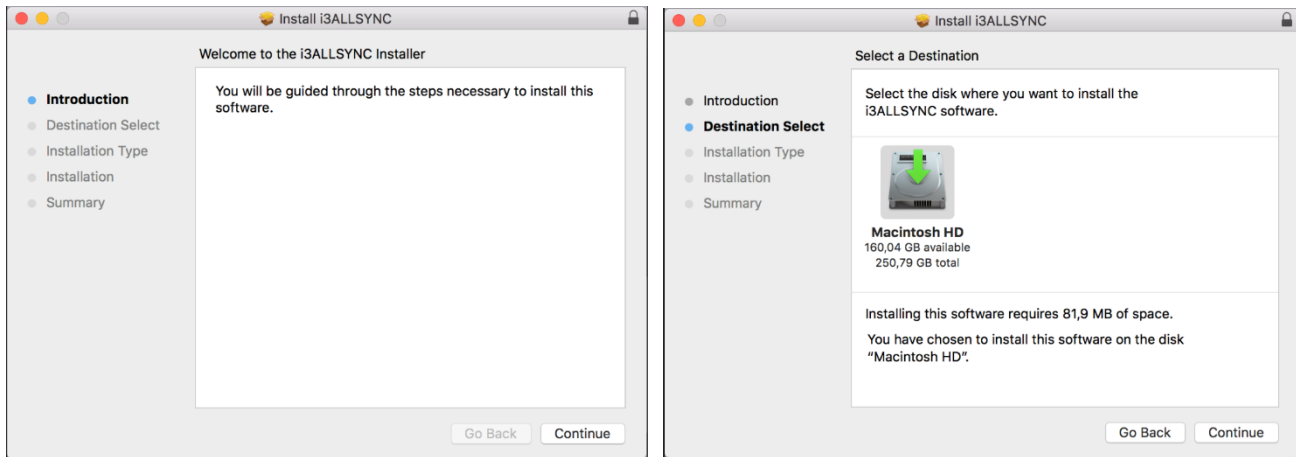 Install i3ALLSYNC
Welcome to the i3ALLSYNC Installer
Introduction
Destination Select
Installation Type
Installation
Summary
You will be guided through the steps necessary to install this
software.
Go Back
Continue
Install i3ALLSYNC
Select a Destination
Introduction
Destination Select
Installation Type
Installation
Summary
Select the disk where you want to install the
i3ALLSYNC software.
Macintosh HD
160,04 GB available
250,79 GB total
Installing this software requires 81,9 MB of space.
You have chosen to install this software on the disk
“Macintosh HD”.
Go Back
Continue